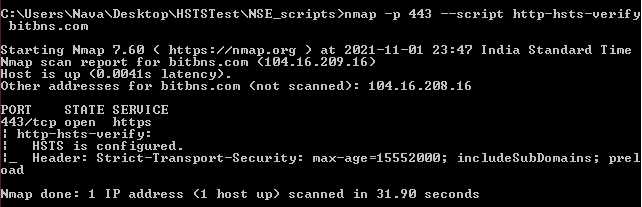 C:\Users\Nava\Desktop\HSTSTest\NSE_scripts>nmap -p 443 --script http-hsts-verify
 bitbns.com
Starting Nmap 7.60 ( https://nmap.org ) at 2021-11-01 23:47 India Standard Time
Nmap scan report for bitbns.com (104.16.209.16)
Host is up (0.0041s latency).
Other addresses for bitbns.com (not scanned): 104.16.208.16
PORT    STATE SERVICE
443/tcp open  https
| http-hsts-verify:
|   HSTS is configured.
|_  Header: Strict-Transport-Security: max-age=15552000; includeSubDomains; prel
oad
Nmap done: 1 IP address (1 host up) scanned in 31.90 seconds